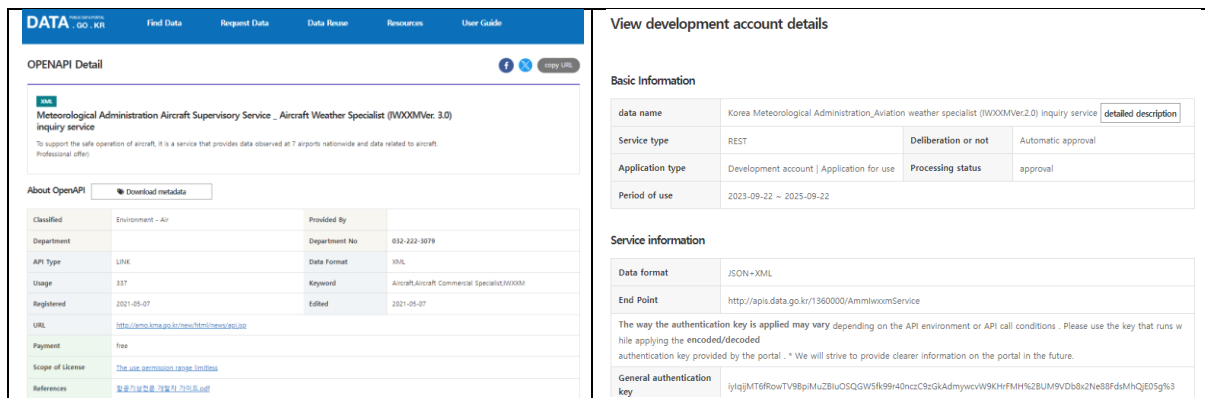 DATA.GO.KR
Find Data
Request Data
Data Reuse
Resources
User Guide
OPENAPI Detail
copy URL
XML
Meteorological Administration Aircraft Supervisory Service _ Aircraft Weather Specialist (IWXXMVer. 3.0)
inquiry service
To support the safe operation of aircraft, it is a service that provides data observed at 7 airports nationwide and data related to aircraft.
Professional offer)
About OpenAPI
Download metadata
Classified Environment - Air Provided By
Department Department No 032-222-3079
API Type LINK Data Format XML
Usage 337 Keyword Aircraft,Aircraft Commercial Specialist,IWXXM
Registered 2021-05-07 Edited 2021-05-07
URL http://amo.kma.go.kr/new/html/news/api.jsp
Payment free
Scope of License The use permission range limitless
References 항공기상전문 개발자 가이드.pdf
View development account details
Basic Information
data name Korea Meteorological Administration_Aviation weather specialist (IWXXMVer.2.0) inquiry service detailed description
Service type REST Deliberation or not Automatic approval
Application type Development account | Application for use Processing status approval
Period of use 2023-09-22 ~ 2025-09-22
Service information
Data format JSON+XML
End Point http://apis.data.go.kr/1360000/AmmIwxxmService
The way the authentication key is applied may vary depending on the API environment or API call conditions . Please use the key that runs w
hile applying the encoded/decoded
authentication key provided by the portal . * We will strive to provide clearer information on the portal in the future.
General authentication
key